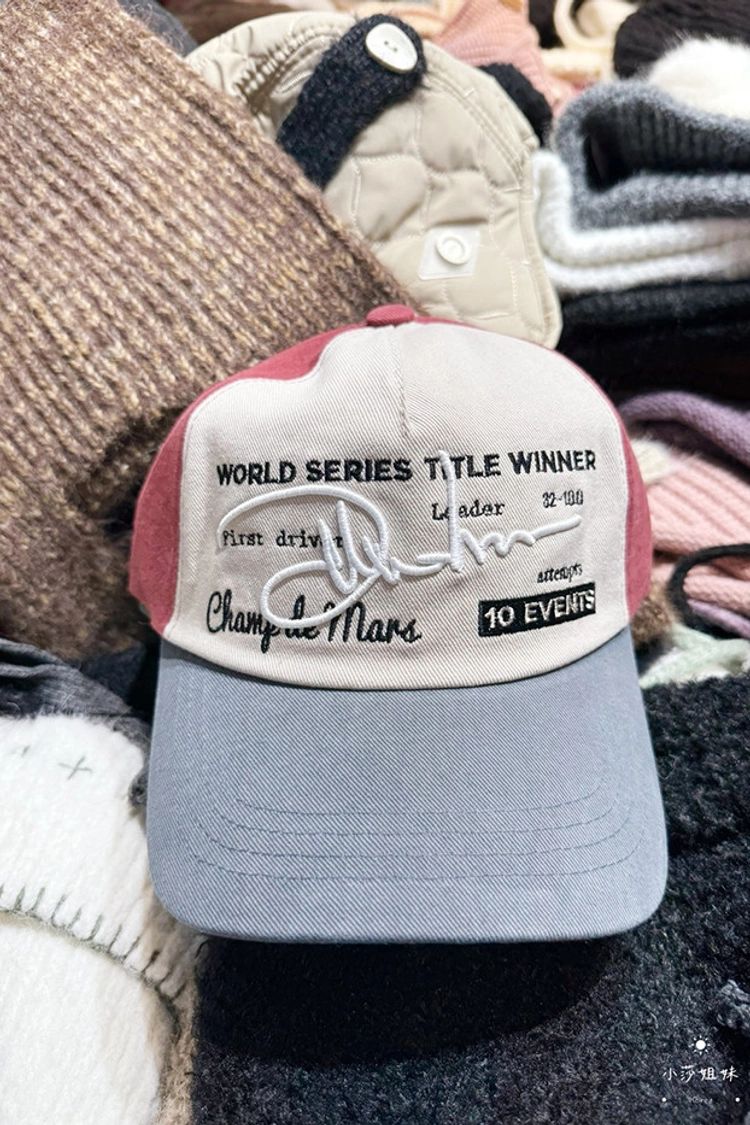 WORLD SERIES TITLE WINNER
Leader 32-100
First driver
attempts
Champ de Mars
10 EVENTS
小莎姐妹